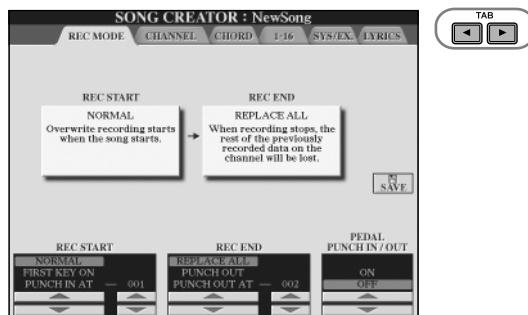 SONG CREATOR : NewSong
TAB
REC MODE CHANNEL CHORD 1-16 SYS/EX. LYRICS
REC START
NORMAL
Overwrite recording starts
when the song starts.
REC END
REPLACE ALL
When recording stops, the
rest of the previously
recorded data on the
channel will be lost.
SAVE
REC START
NORMAL
FIRST KEY ON
PUNCH IN AT — 001
REC END
REPLACE ALL
PUNCH OUT
PUNCH OUT AT — 002
PEDAL
PUNCH IN / OUT
ON
OFF